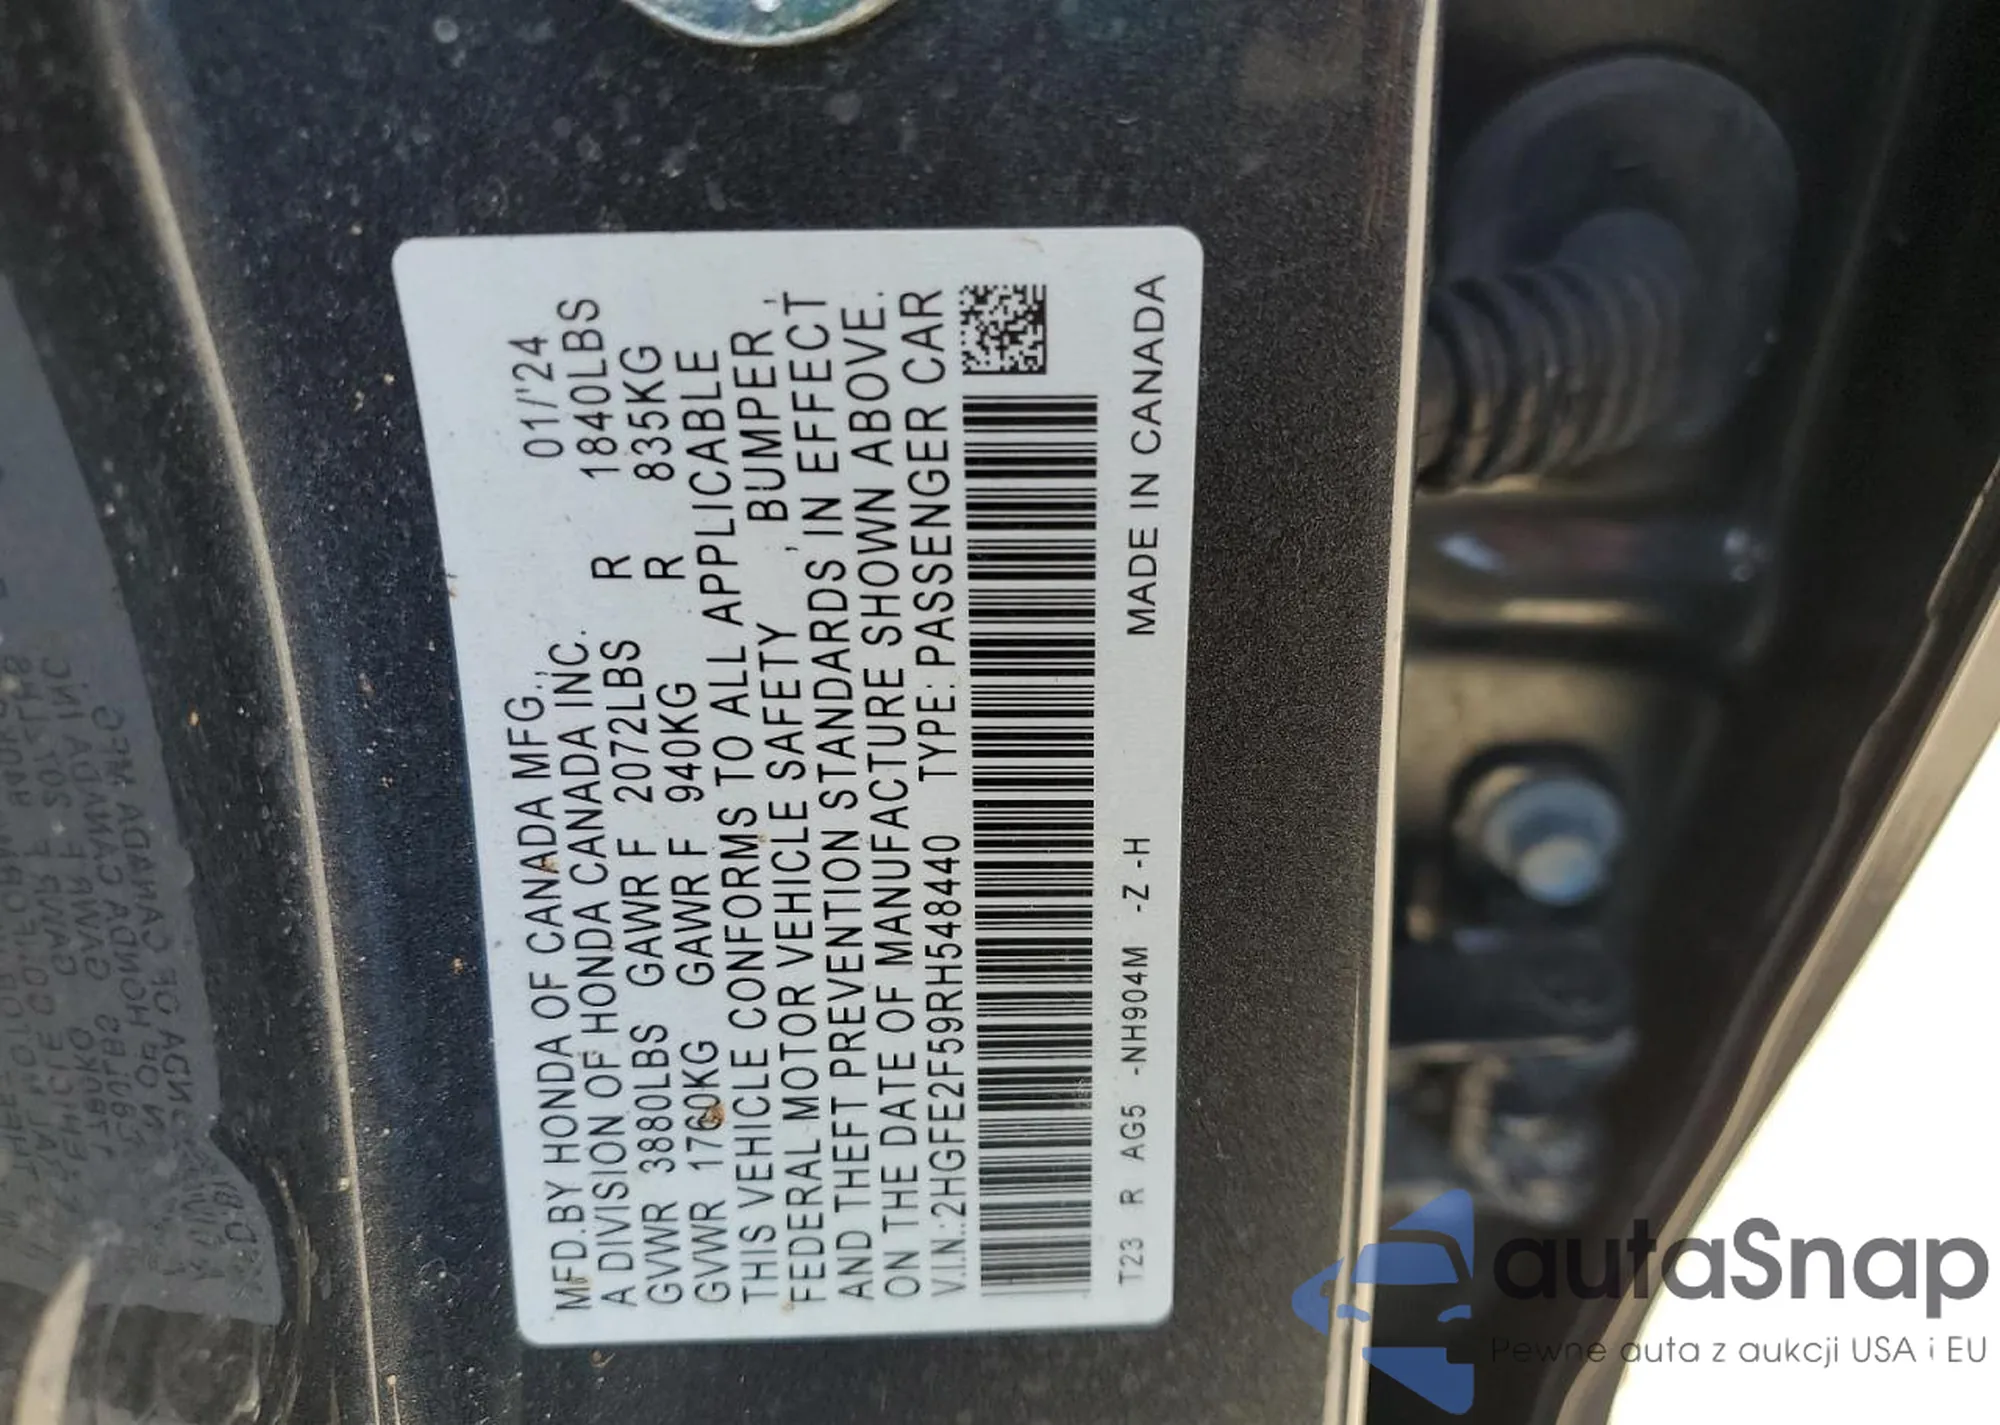 MFD.BY HONDA OF CANADA MFG., 01/'24
A DIVISION OF HONDA CANADA INC.
GVWR 3880LBS GAWR F 2072LBS R 1840LBS
GVWR 1760KG GAWR F 940KG R 835KG
THIS VEHICLE CONFORMS TO ALL APPLICABLE
FEDERAL MOTOR VEHICLE SAFETY , BUMPER ,
AND THEFT PREVENTION STANDARDS IN EFFECT
ON THE DATE OF MANUFACTURE SHOWN ABOVE.
V.I.N.:2HGFE2F59RH548440 TYPE: PASSENGER CAR
T23 R AG5 -NH904M -Z -H MADE IN CANADA
autaSnap
Pewne auta z aukcji USA i EU